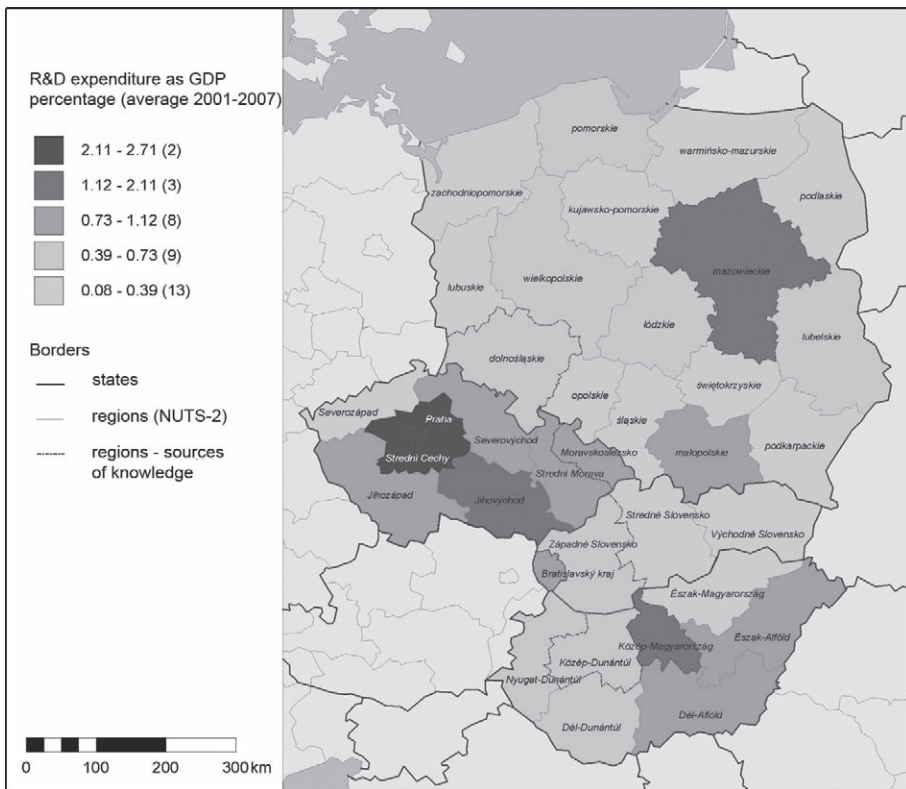 R&D expenditure as GDP
percentage (average 2001-2007)
2.11 - 2.71 (2)
1.12 - 2.11 (3)
0.73 - 1.12 (8)
0.39 - 0.73 (9)
0.08 - 0.39 (13)
Borders
states
regions (NUTS-2)
regions - sources
of knowledge
0 100 200 300 km
pomorskie
warmińsko-mazurskie
zachodniopomorskie
podlaskie
kujawsko-pomorskie
mazowieckie
wielkopolskie
lubuskie
łódzkie
lubelskie
dolnośląskie
świętokrzyskie
opolskie
śląskie
podkarpackie
małopolskie
Severozápad
Praha
Severovýchod
Stredni Cechy
Moravskoslezsko
Stredni Morava
Jihozápad
Jihovýchod
Stredné Slovensko
Východné Slovensko
Západné Slovensko
Bratislavský kraj
Észak-Magyarország
Észak-Alföld
Közép-Magyarország
Közép-Dunántúl
Nyugat-Dunántúl
Dél-Alföld
Dél-Dunántúl